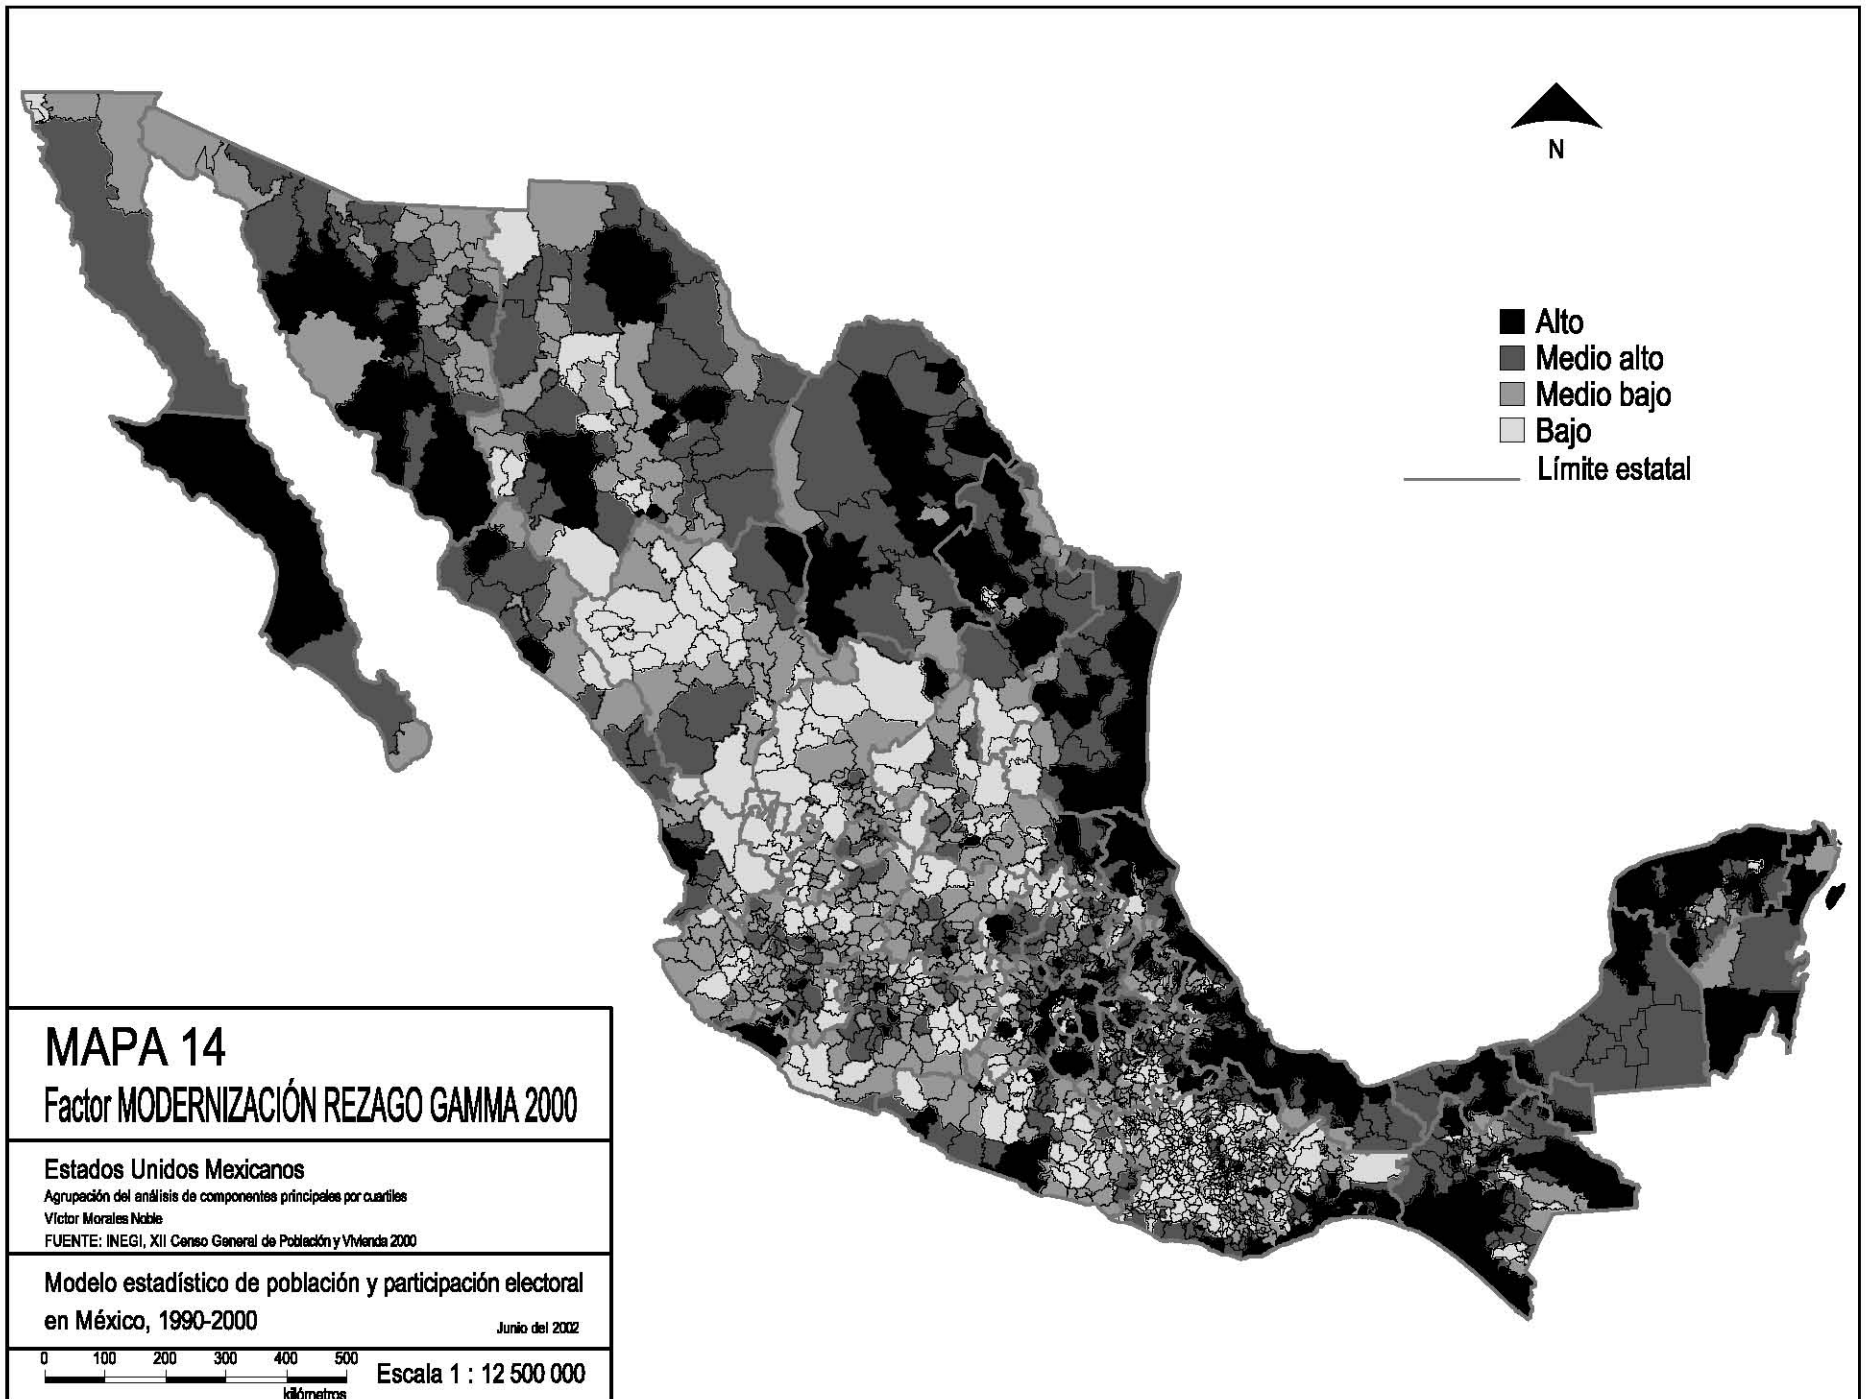 N
Alto
Medio alto
Medio bajo
Bajo
Límite estatal
MAPA 14
Factor MODERNIZACIÓN REZAGO GAMMA 2000
Estados Unidos Mexicanos
Agrupación del análisis de componentes principales por cuartiles
Víctor Morales Noble
FUENTE: INEGI, XII Censo General de Población y Vivienda 2000
Modelo estadístico de población y participación electoral
en México, 1990-2000
Junio del 2002
0 100 200 300 400 500
kilómetros
Escala 1 : 12 500 000